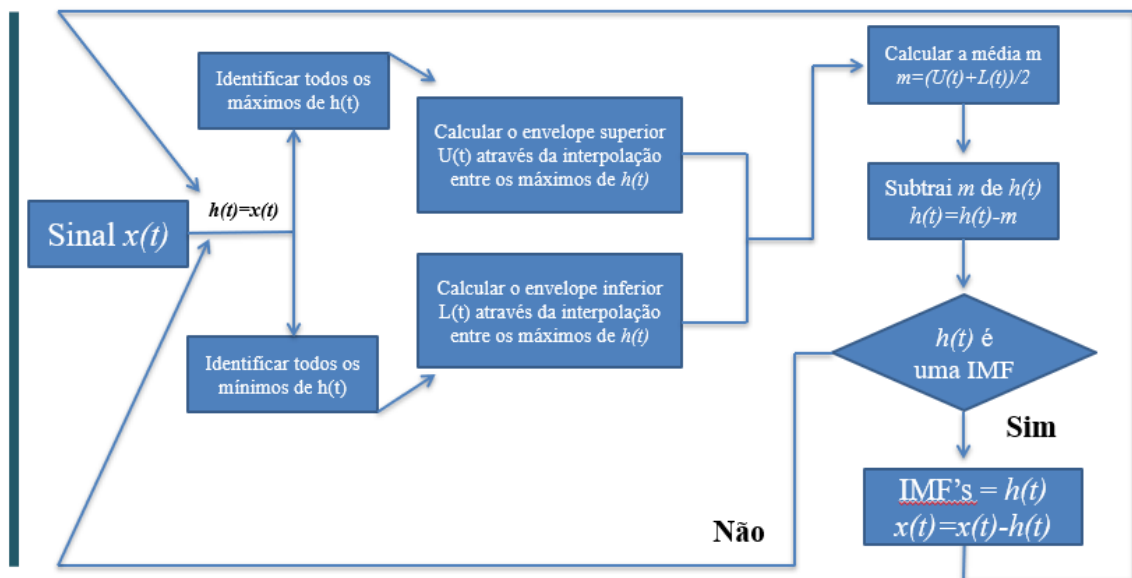 Sinal x(t)
h(t)=x(t)
Identificar todos os
máximos de h(t)
Identificar todos os
mínimos de h(t)
Calcular o envelope superior
U(t) através da interpolação
entre os máximos de h(t)
Calcular o envelope inferior
L(t) através da interpolação
entre os máximos de h(t)
Calcular a média m
m=(U(t)+L(t))/2
Subtrai m de h(t)
h(t)=h(t)-m
h(t) é
uma IMF
Sim
Não
IMF's = h(t)
x(t)=x(t)-h(t)